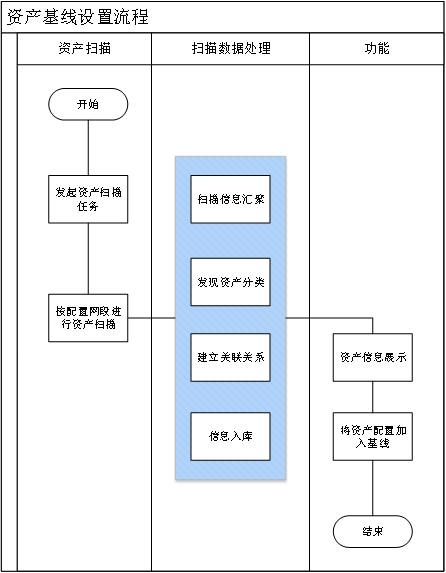 资产基线设置流程
资产扫描
扫描数据处理
功能
开始
发起资产扫描
任务
按配置网段进
行资产扫描
扫描信息汇聚
发现资产分类
建立关联关系
信息入库
资产信息展示
将资产配置加
入基线
结束